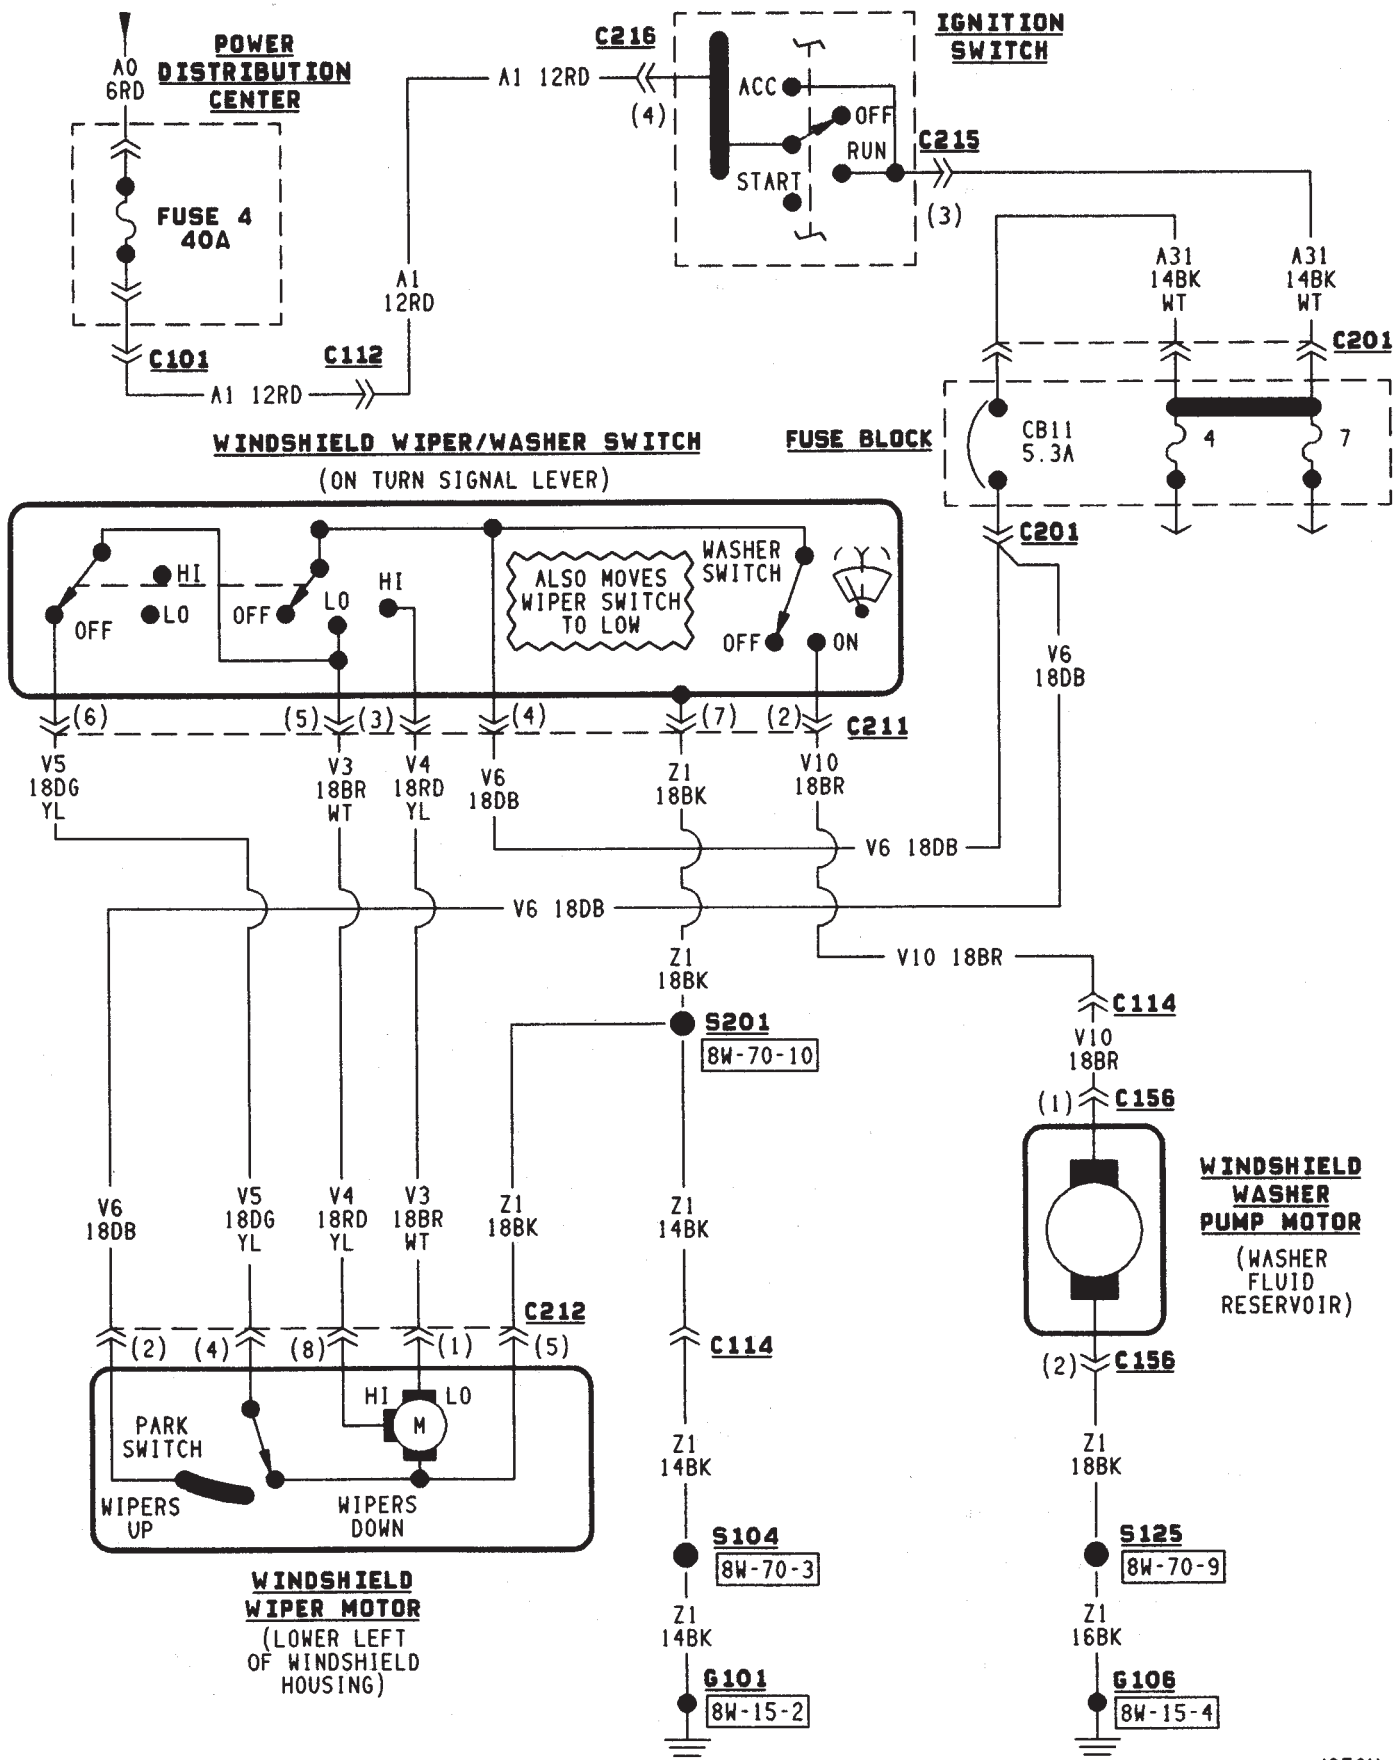 POWER
DISTRIBUTION
CENTER
A0
6RD
FUSE 4
40A
C101
A1 12RD
C112
A1
12RD
A1 12RD
C216
(4)
IGNITION
SWITCH
ACC
OFF
RUN
START
C215
(3)
A31
14BK
WT
A31
14BK
WT
C201
FUSE BLOCK
CB11
5.3A
4
7
C201
WINDSHIELD WIPER/WASHER SWITCH
(ON TURN SIGNAL LEVER)
HI
LO
OFF
OFF
LO
HI
ALSO MOVES
WIPER SWITCH
TO LOW
WASHER
SWITCH
OFF
ON
V6
18DB
(6)
(5)
(3)
(4)
(7)
(2)
C211
V5
18DG
YL
V3
18BR
WT
V4
18RD
YL
V6
18DB
Z1
18BK
V10
18BR
V6 18DB
V6 18DB
Z1
18BK
V10 18BR
S201
8W-70-10
C114
V10
18BR
(1)
C156
WINDSHIELD
WASHER
PUMP MOTOR
(WASHER
FLUID
RESERVOIR)
V6
18DB
V5
18DG
YL
V4
18RD
YL
V3
18BR
WT
Z1
18BK
Z1
14BK
C212
(2)
(4)
(8)
(1)
(5)
C114
(2)
C156
HI
LO
M
PARK
SWITCH
WIPERS
UP
WIPERS
DOWN
Z1
14BK
Z1
18BK
S104
8W-70-3
S125
8W-70-9
WINDSHIELD
WIPER MOTOR
(LOWER LEFT
OF WINDSHIELD
HOUSING)
Z1
14BK
Z1
16BK
G101
8W-15-2
G106
8W-15-4